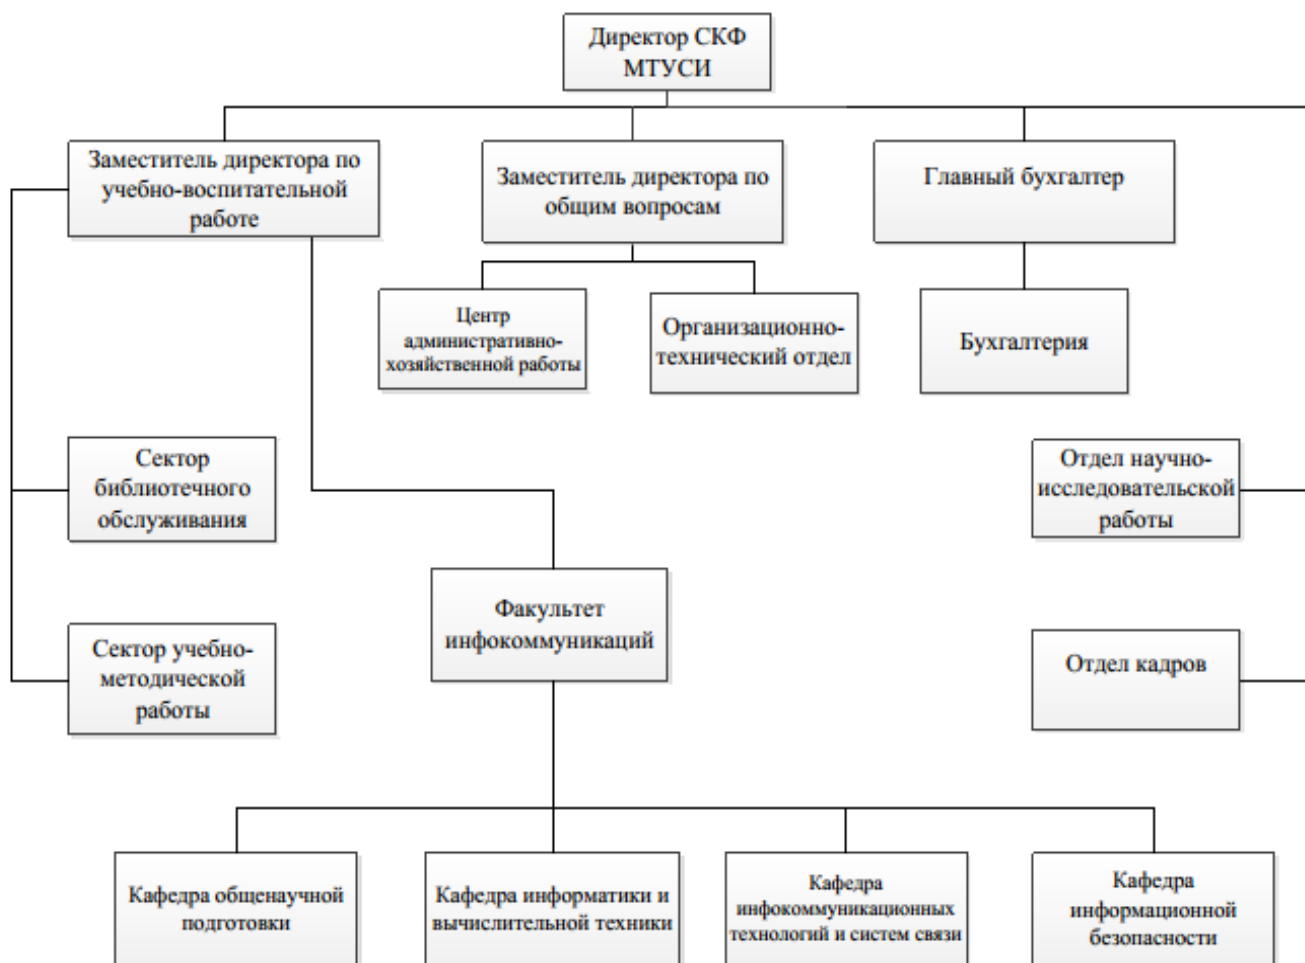 Директор СКФ
МТУСИ
Заместитель директора по
учебно-воспитательной
работе
Заместитель директора по
общим вопросам
Главный бухгалтер
Центр
административно-
хозяйственной работы
Организационно-
технический отдел
Бухгалтерия
Сектор
библиотечного
обслуживания
Отдел научно-
исследовательской
работы
Факультет
инфокоммуникаций
Сектор учебно-
методической
работы
Отдел кадров
Кафедра общенаучной
подготовки
Кафедра информатики и
вычислительной техники
Кафедра
инфокоммуникационных
технологий и систем связи
Кафедра
информационной
безопасности